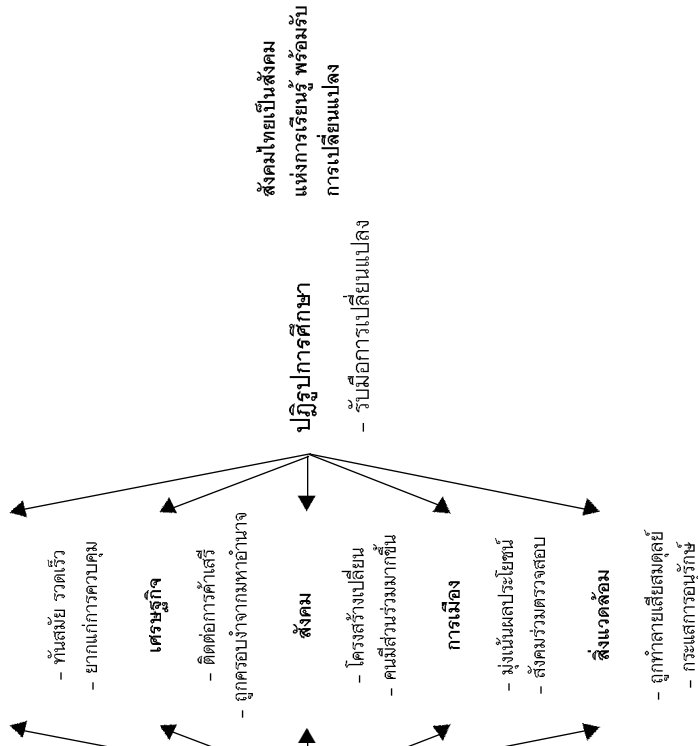 – ทันสมัย รวดเร็ว
– ยากแก่การควบคุม
เศรษฐกิจ
– ติดต่อการค้าเสรี
– ถูกครอบงำจากมหาอำนาจ
สังคม
– โครงสร้างเปลี่ยน
– คนมีส่วนร่วมมากขึ้น
การเมือง
– มุ่งเน้นผลประโยชน์
– สังคมร่วมตรวจสอบ
สิ่งแวดล้อม
– ถูกทำลายเสียสมดุลย์
– กระแสการอนุรักษ์
ปฏิรูปการศึกษา
– รับมือการเปลี่ยนแปลง
สังคมไทยเป็นสังคม
แห่งการเรียนรู้ พร้อมรับ
การเปลี่ยนแปลง